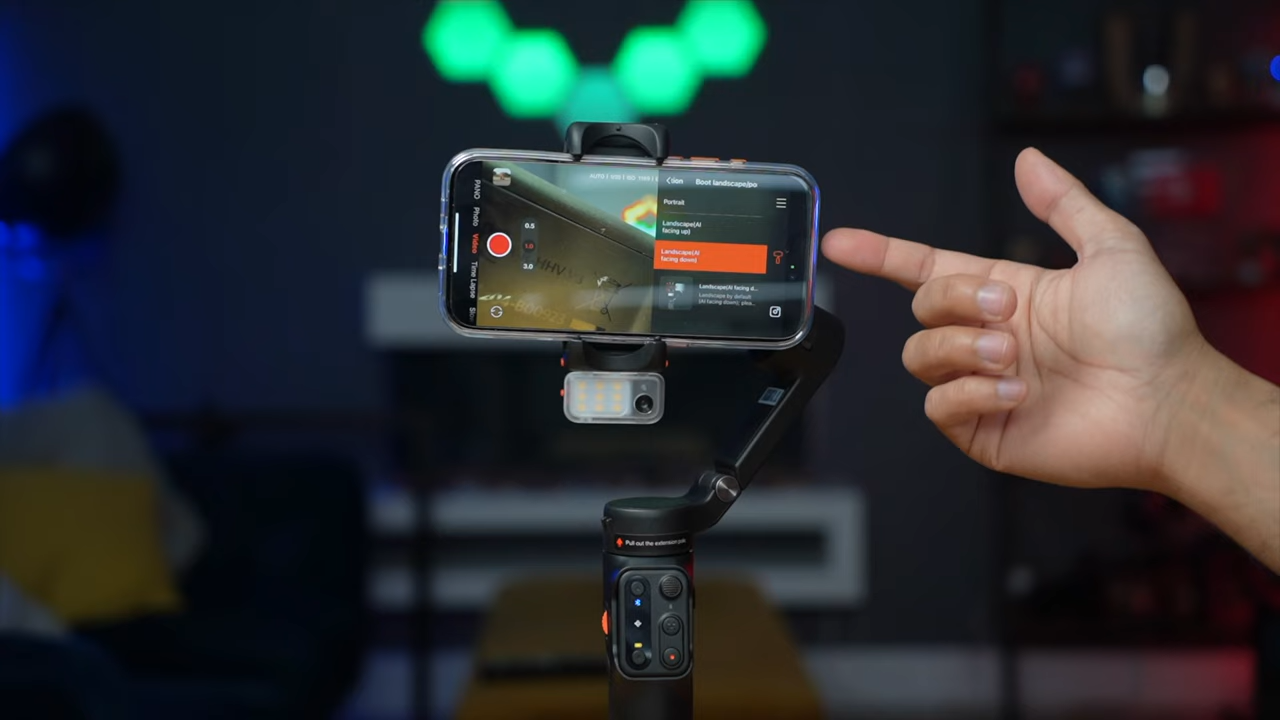 AUTO
<tion
Boot landscape/po
Portrait
Landscape(AI
facing up)
Landscape(AI
facing down)
Landscape(AI facing d...
Landscape by default
(AI facing down); plea...
PANO
Photo
Video
Time Lapse
0.5
1.0
3.0
Pull out the extension pole